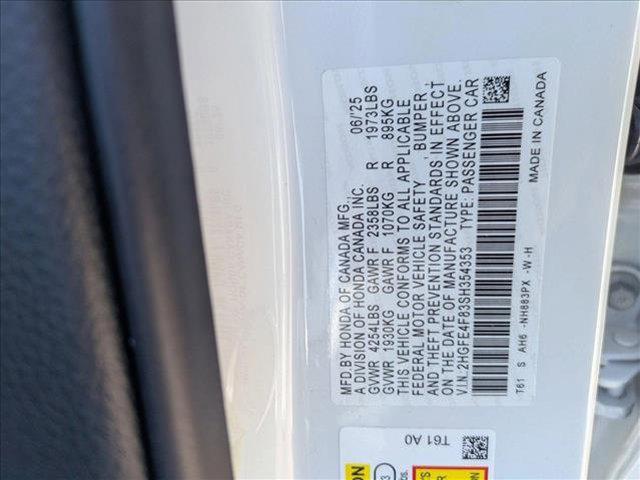 MFD. BY HONDA OF CANADA MFG., 06/'25
A DIVISION OF HONDA CANADA INC.
GVWR 4254LBS GAWR F 2358LBS R 1973LBS
GVWR 1930KG GAWR F 1070KG R 895KG
THIS VEHICLE CONFORMS TO ALL APPLICABLE
FEDERAL MOTOR VEHICLE SAFETY , BUMPER ,
AND THEFT PREVENTION STANDARDS IN EFFECT
ON THE DATE OF MANUFACTURE SHOWN ABOVE.
V.I.N. 2HGFE4F83SH354353 TYPE: PASSENGER CAR
T61 S AH6 -NH883PX -W-H
MADE IN CANADA
T61 A0